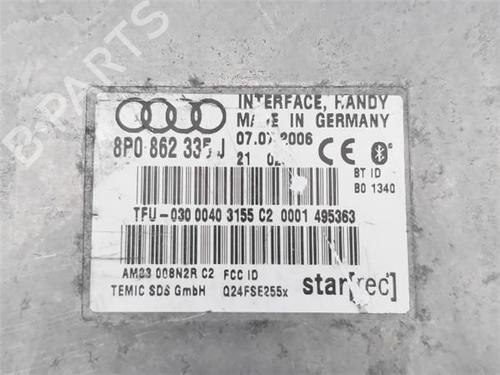 INTERFACE, HANDY
MADE IN GERMANY
8P0 862 335 J
07.07.2006
21 02
CE
BT ID
B0 1340
TFU-030 0040 3155 C2 0001 495363
AM23 008N2R C2 FCC ID
TEMIC SDS GmbH Q24FSE255x
star[rec]